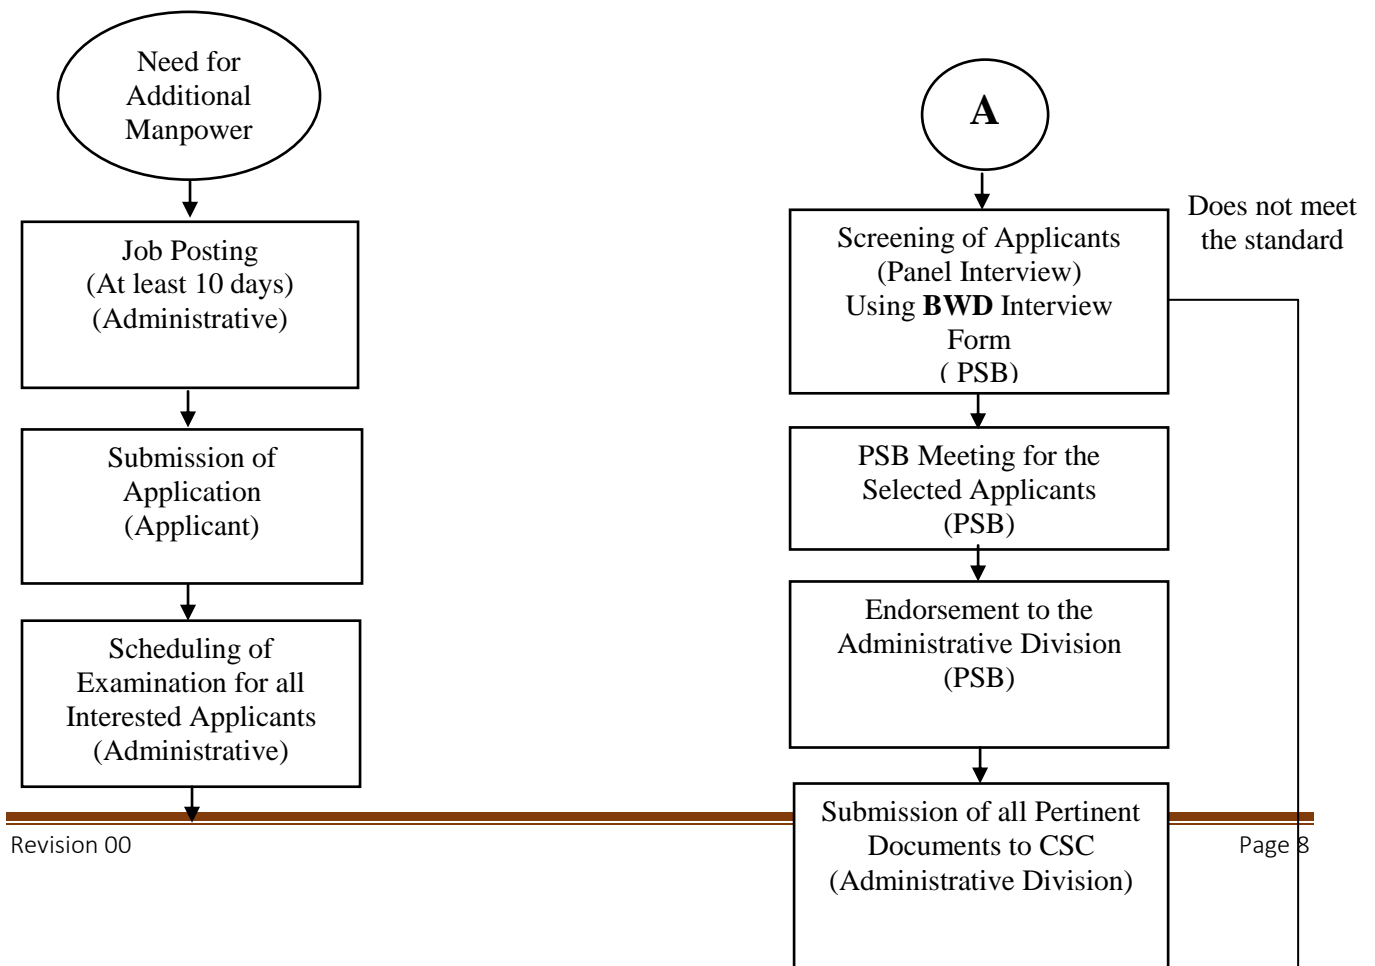 Need for
Additional
Manpower
Job Posting
(At least 10 days)
(Administrative)
Submission of
Application
(Applicant)
Scheduling of
Examination for all
Interested Applicants
(Administrative)
A
Does not meet
the standard
Screening of Applicants
(Panel Interview)
Using BWD Interview
Form
( PSB)
PSB Meeting for the
Selected Applicants
(PSB)
Endorsement to the
Administrative Division
(PSB)
Submission of all Pertinent
Documents to CSC
(Administrative Division)
Revision 00
Page 8